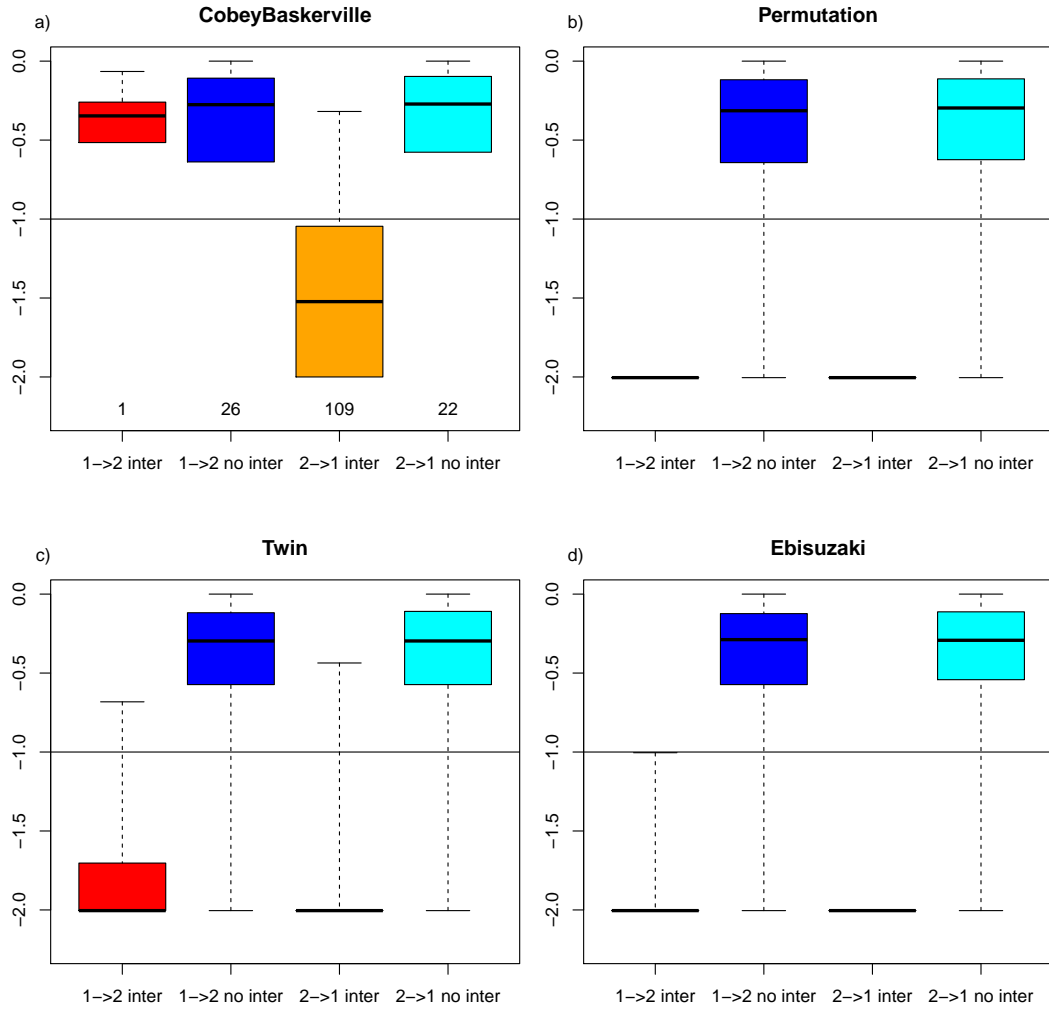 a)
CobeyBaskerville
0.0
−0.5
−1.0
−1.5
−2.0
1 26 109 22
1−>2 inter 1−>2 no inter 2−>1 inter 2−>1 no inter
b)
Permutation
0.0
−0.5
−1.0
−1.5
−2.0
1−>2 inter 1−>2 no inter 2−>1 inter 2−>1 no inter
c)
Twin
0.0
−0.5
−1.0
−1.5
−2.0
1−>2 inter 1−>2 no inter 2−>1 inter 2−>1 no inter
d)
Ebisuzaki
0.0
−0.5
−1.0
−1.5
−2.0
1−>2 inter 1−>2 no inter 2−>1 inter 2−>1 no inter